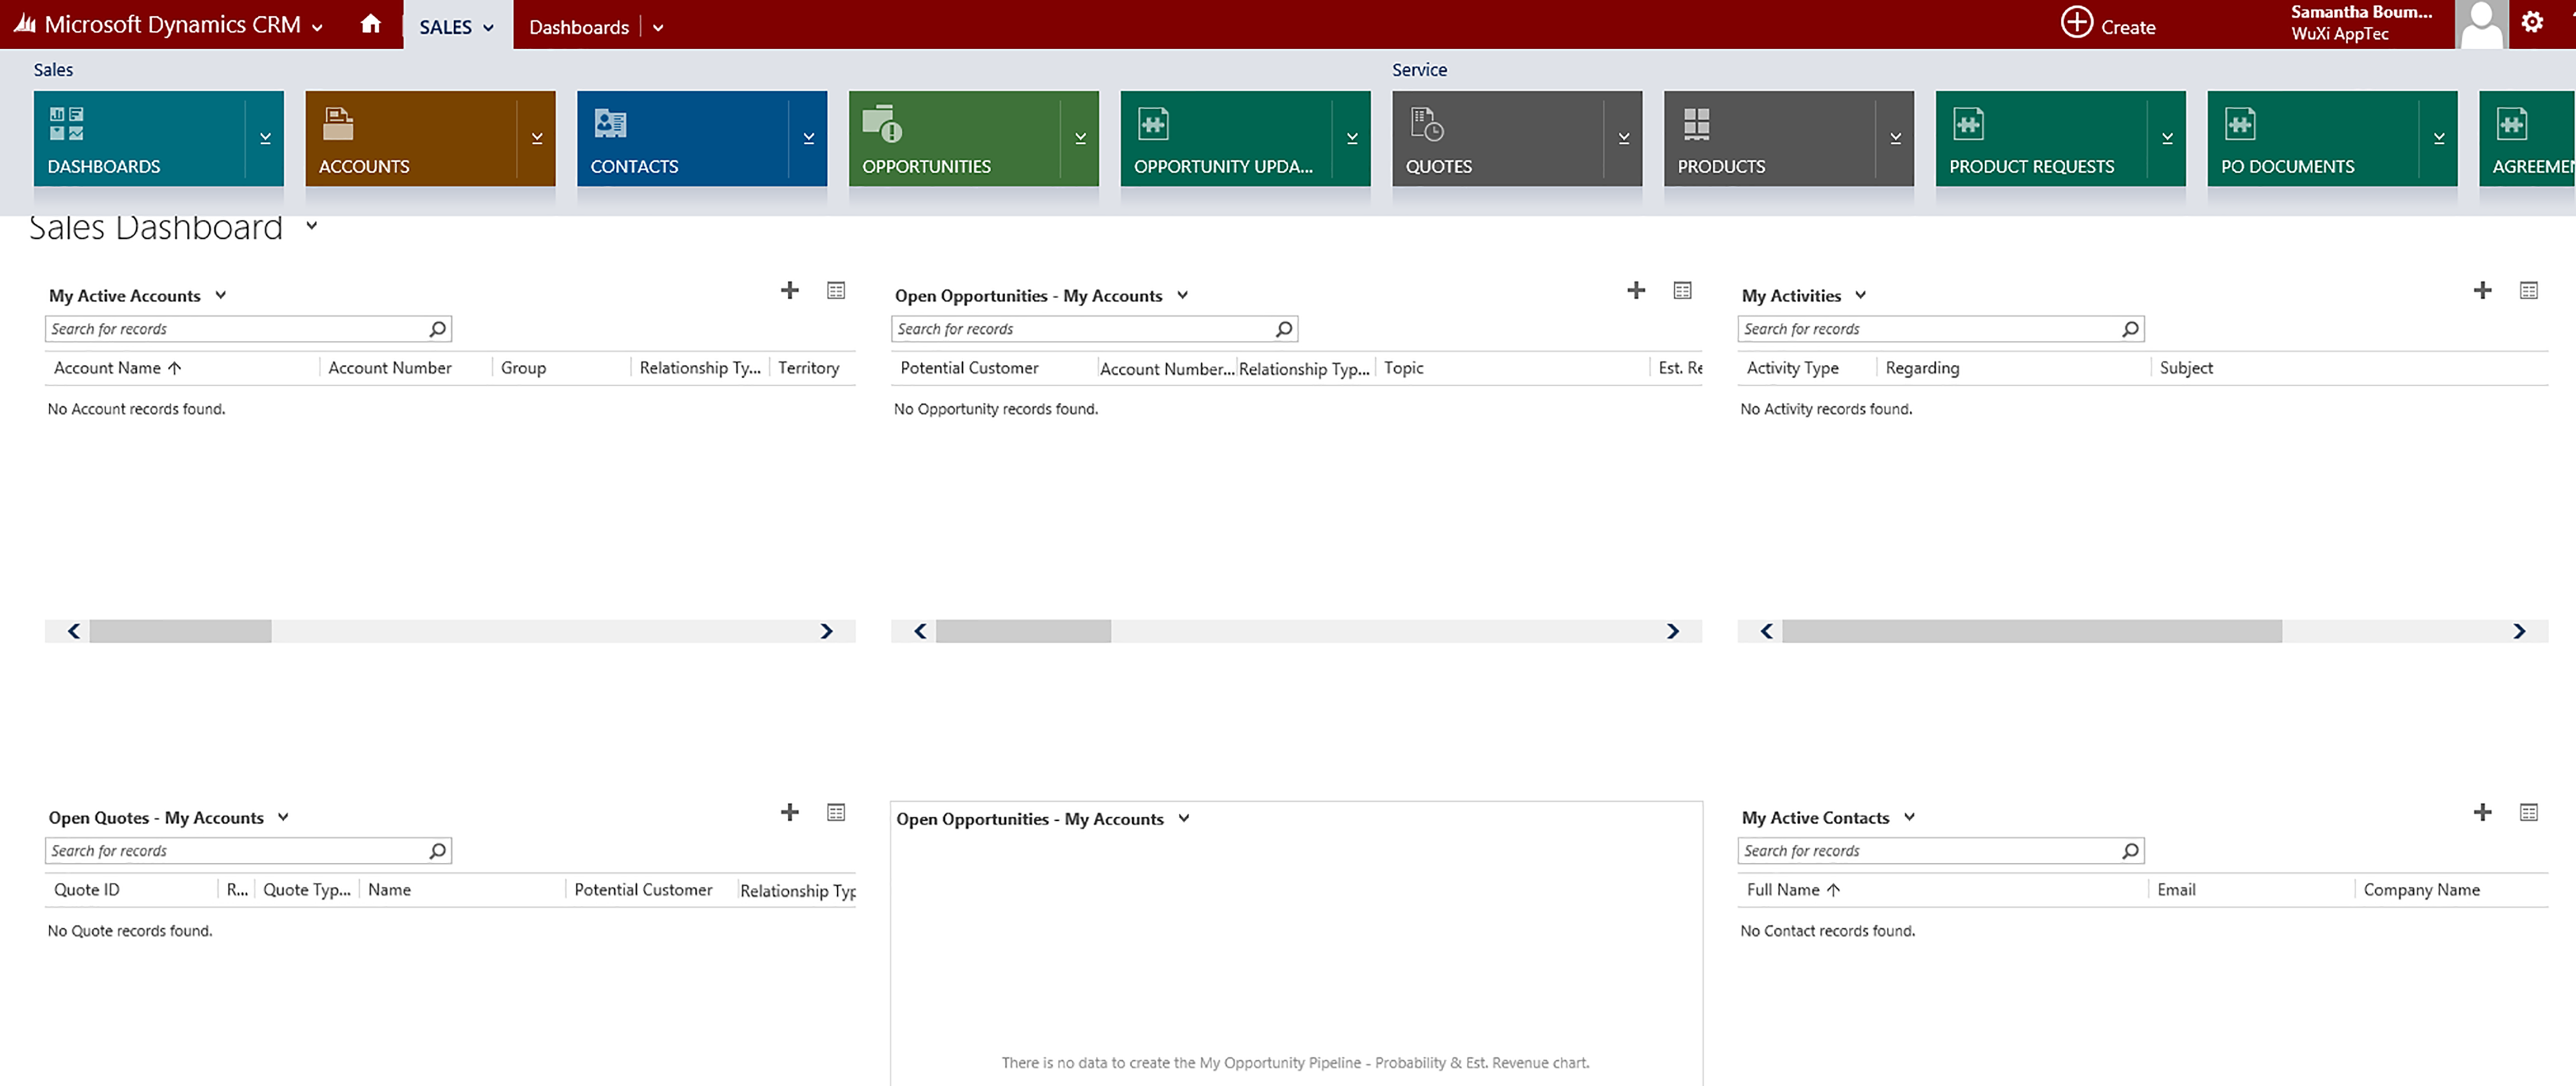 Microsoft Dynamics CRM
SALES
Dashboards
Create
Samantha Boum...
WuXi AppTec
Sales
Service
DASHBOARDS
ACCOUNTS
CONTACTS
OPPORTUNITIES
OPPORTUNITY UPDA...
QUOTES
PRODUCTS
PRODUCT REQUESTS
PO DOCUMENTS
AGREEMEN
Sales Dashboard
My Active Accounts
Search for records
Account Name Account Number Group Relationship Ty... Territory
No Account records found.
Open Opportunities - My Accounts
Search for records
Potential Customer Account Number... Relationship Typ... Topic Est. Re
No Opportunity records found.
My Activities
Search for records
Activity Type Regarding Subject
No Activity records found.
Open Quotes - My Accounts
Search for records
Quote ID R... Quote Typ... Name Potential Customer Relationship Typ
No Quote records found.
Open Opportunities - My Accounts
There is no data to create the My Opportunity Pipeline - Probability & Est. Revenue chart.
My Active Contacts
Search for records
Full Name Email Company Name
No Contact records found.